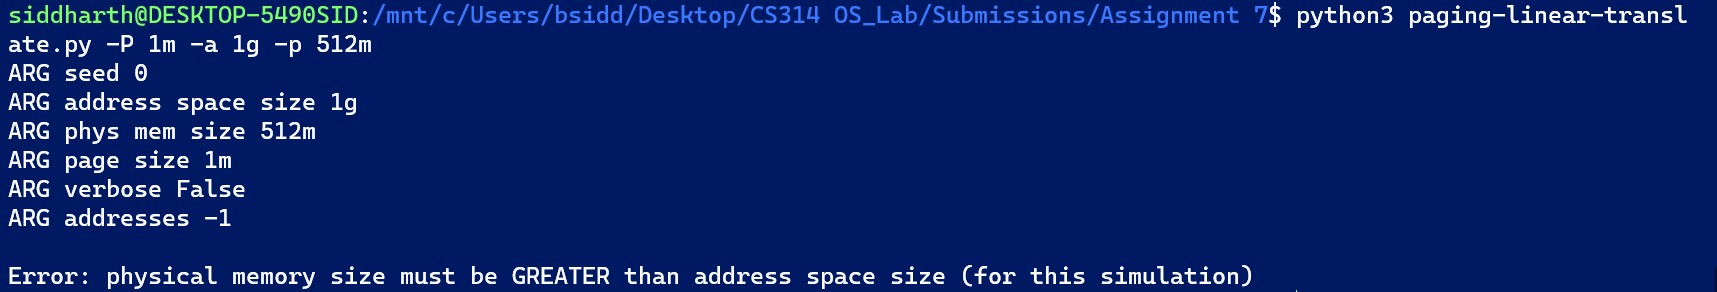 siddharth@DESKTOP-5490SID:/mnt/c/Users/bsidd/Desktop/CS314 OS_Lab/Submissions/Assignment 7$ python3 paging-linear-transl
ate.py -P 1m -a 1g -p 512m
ARG seed 0
ARG address space size 1g
ARG phys mem size 512m
ARG page size 1m
ARG verbose False
ARG addresses -1
Error: physical memory size must be GREATER than address space size (for this simulation)